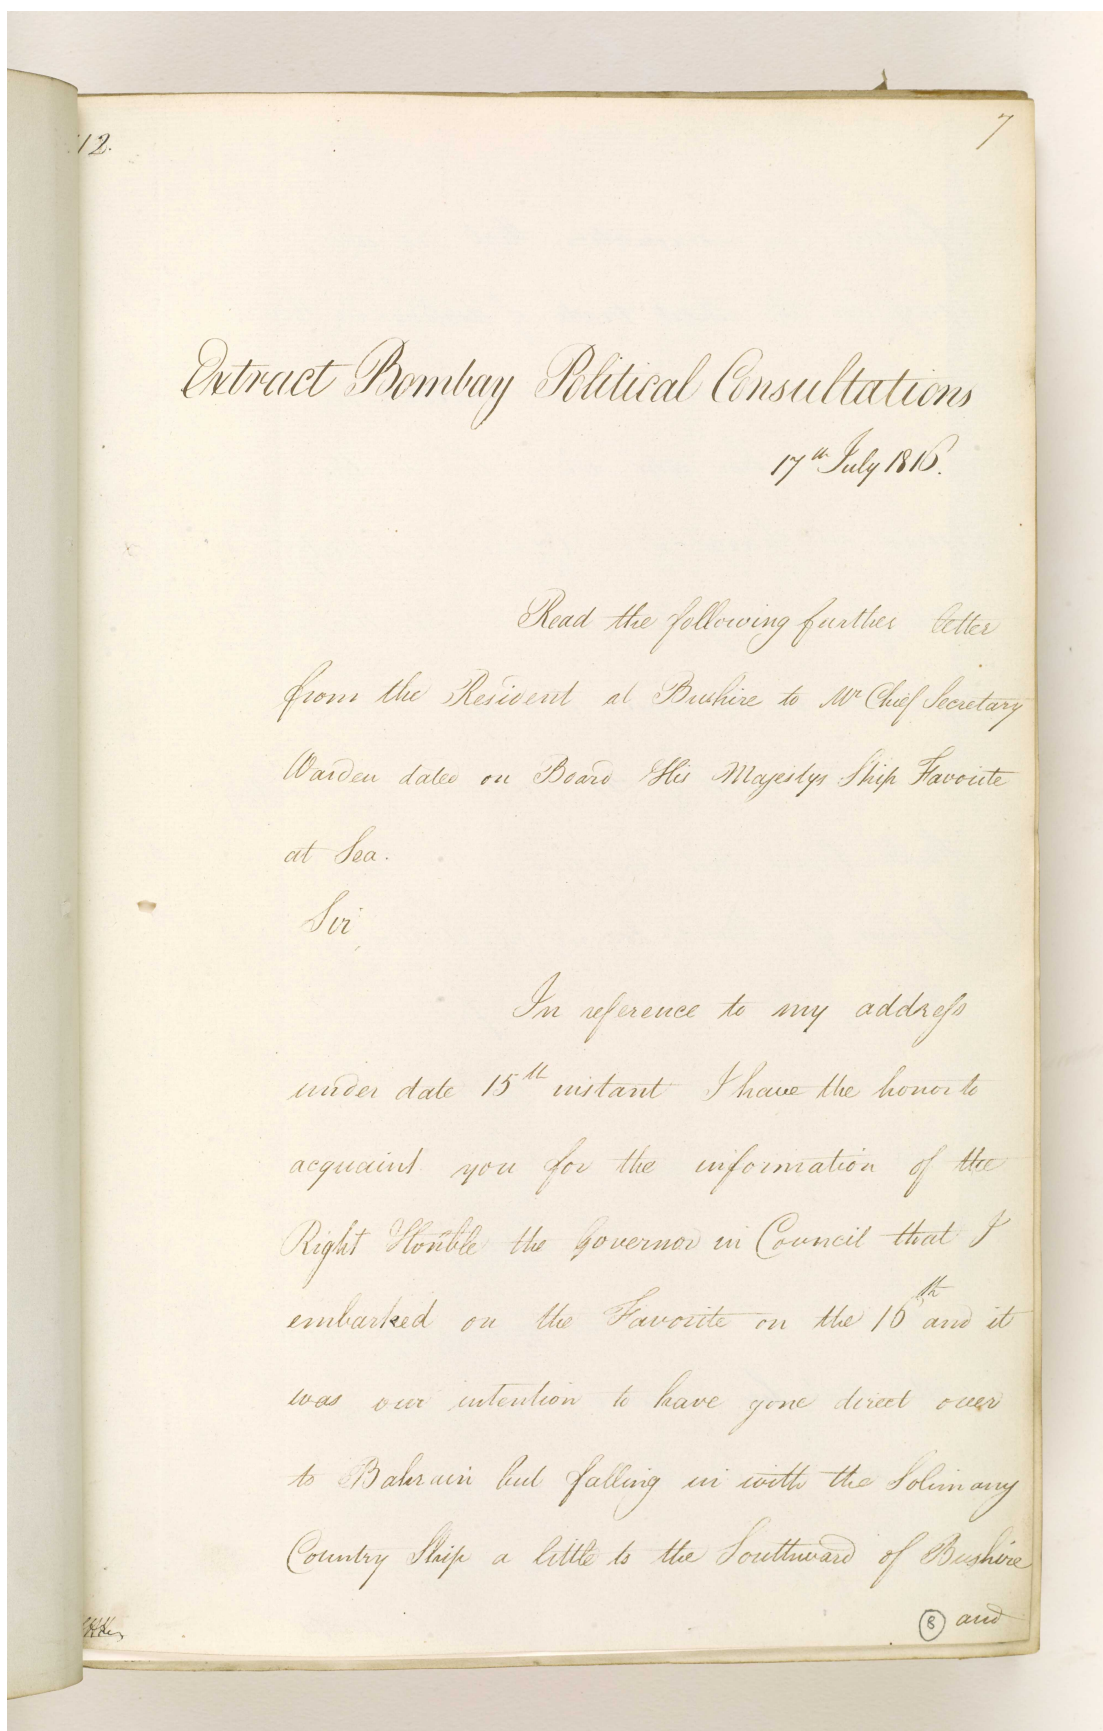 12.
7
Extract Bombay Political Consultations
17th July 1816.
Read the following further letter
from the Resident at Bushire to Mr Chief Secretary
Warden dated on Board His Majestys Ship Favorite
at Sea.
Sir,
In reference to my address
under date 15th instant I have the honor to
acquaint you for the information of the
Right Honble the Governor in Council that I
embarked on the Favorite on the 16th and it
was our intention to have gone direct over
to Bahrain but falling in with the Solimany
Country Ship a little to the Southward of Bushire
8 and